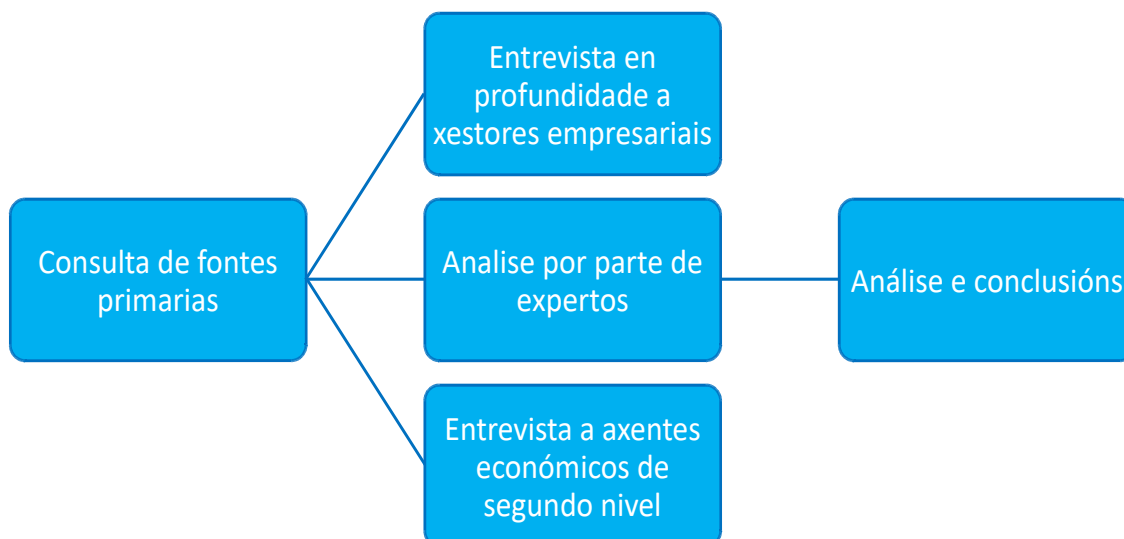 Entrevista en
profundidade a
xestores empresariais
Consulta de fontes
primarias
Analise por parte de
expertos
Análise e conclusións
Entrevista a axentes
económicos de
segundo nivel